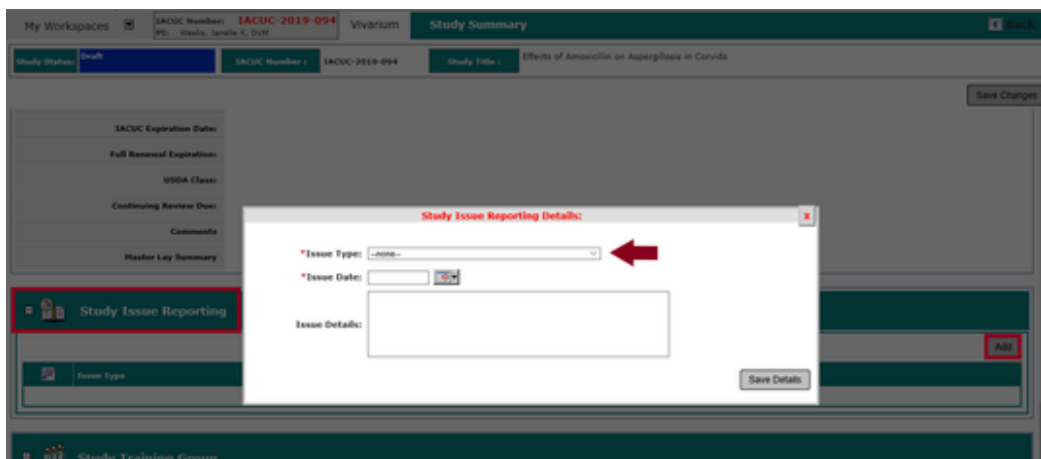 My Workspaces
IACUC Number: IACUC-2019-094
PI: Weeks, Janelle K, DVM
Vivarium
Study Summary
Back
Study Status: Draft
IACUC Number : IACUC-2019-094
Study Title : Effects of Amoxicillin on Aspergillosis in Corvids
Save Changes
IACUC Expiration Date:
Full Renewal Expiration:
USDA Class:
Continuing Review Due:
Comments
Master Lay Summary
Study Issue Reporting Details:
x
*Issue Type: --none--
*Issue Date:
Issue Details:
Save Details
Study Issue Reporting
Add
Issue Type
Study Training Group